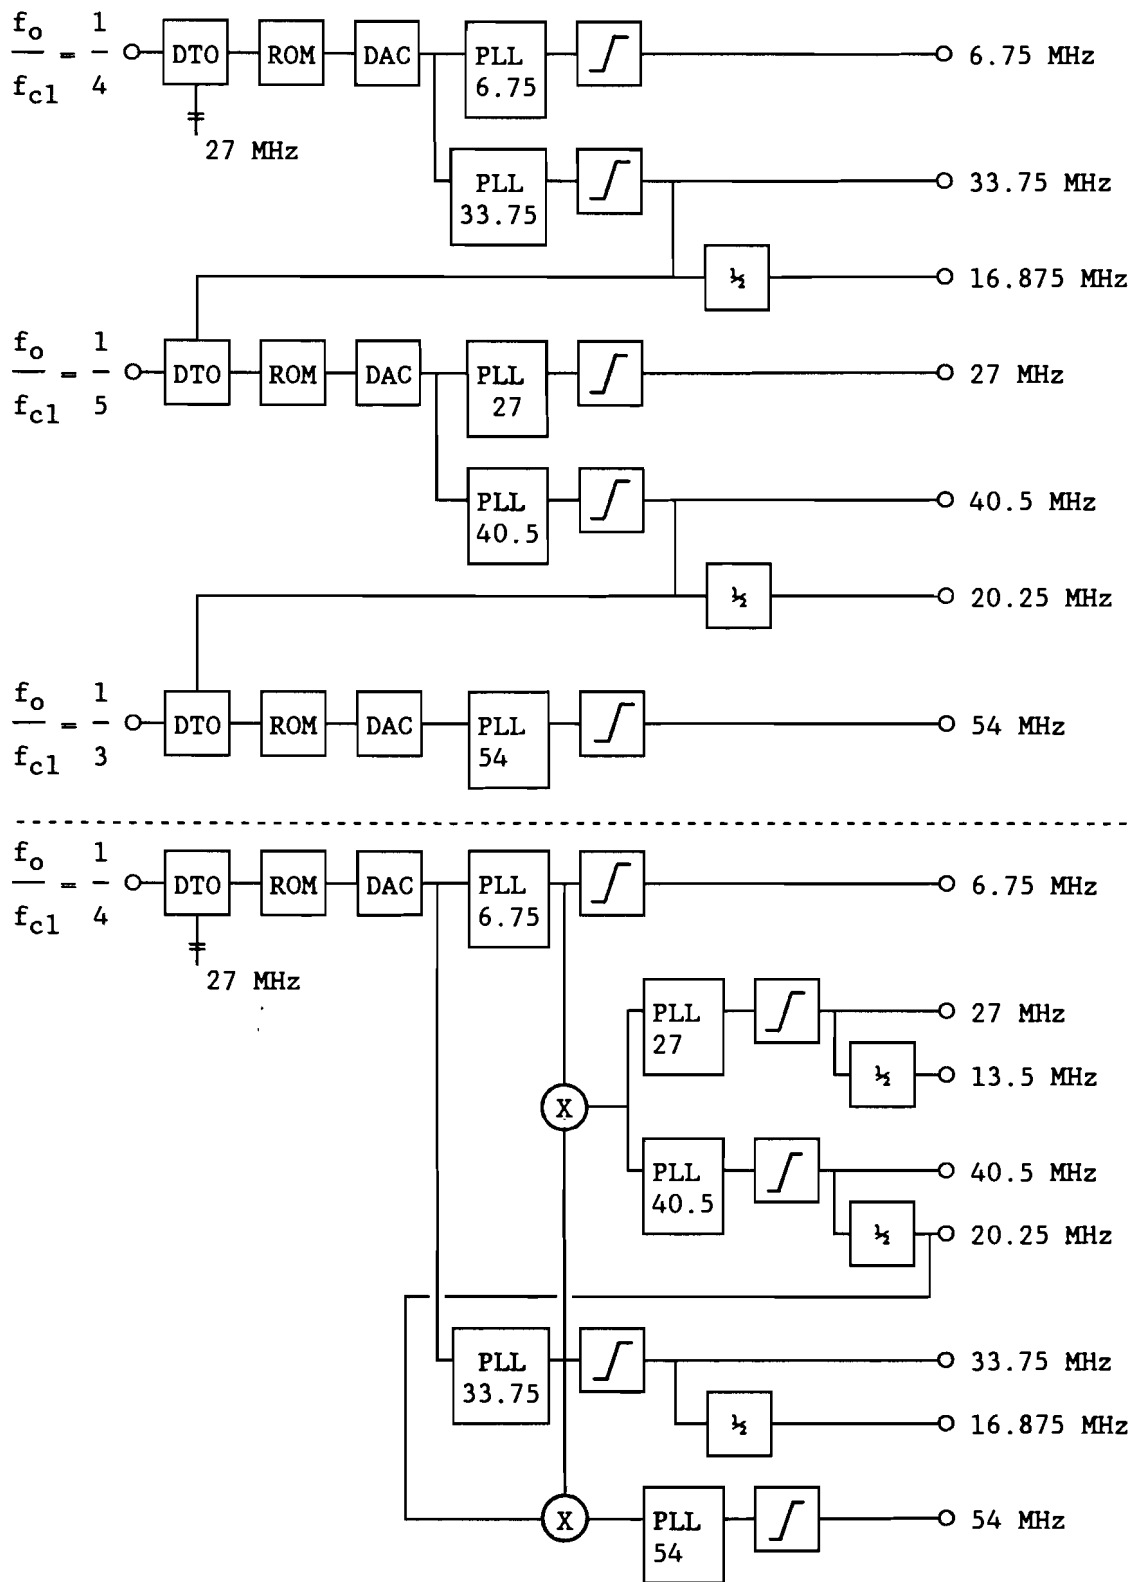 f_o / f_cl = 1/4 DTO ROM DAC PLL 6.75 6.75 MHz
27 MHz
PLL 33.75 33.75 MHz
½ 16.875 MHz
f_o / f_cl = 1/5 DTO ROM DAC PLL 27 27 MHz
PLL 40.5 40.5 MHz
½ 20.25 MHz
f_o / f_cl = 1/3 DTO ROM DAC PLL 54 54 MHz
f_o / f_cl = 1/4 DTO ROM DAC PLL 6.75 6.75 MHz
27 MHz
PLL 27 27 MHz
½ 13.5 MHz
X
PLL 40.5 40.5 MHz
½ 20.25 MHz
PLL 33.75 33.75 MHz
½ 16.875 MHz
X PLL 54 54 MHz